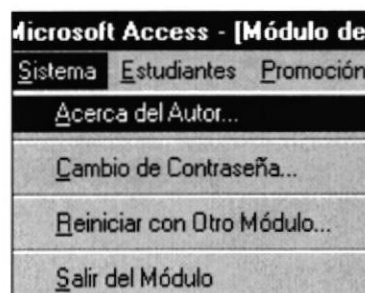 Microsoft Access - [Módulo de
Sistema Estudiantes Promoción
Acerca del Autor...
Cambio de Contraseña...
Reiniciar con Otro Módulo...
Salir del Módulo